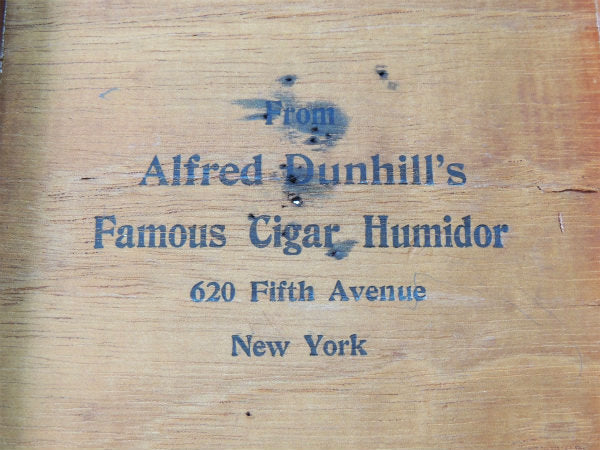 From
Alfred Dunhill's
Famous Cigar Humidor
620 Fifth Avenue
New York